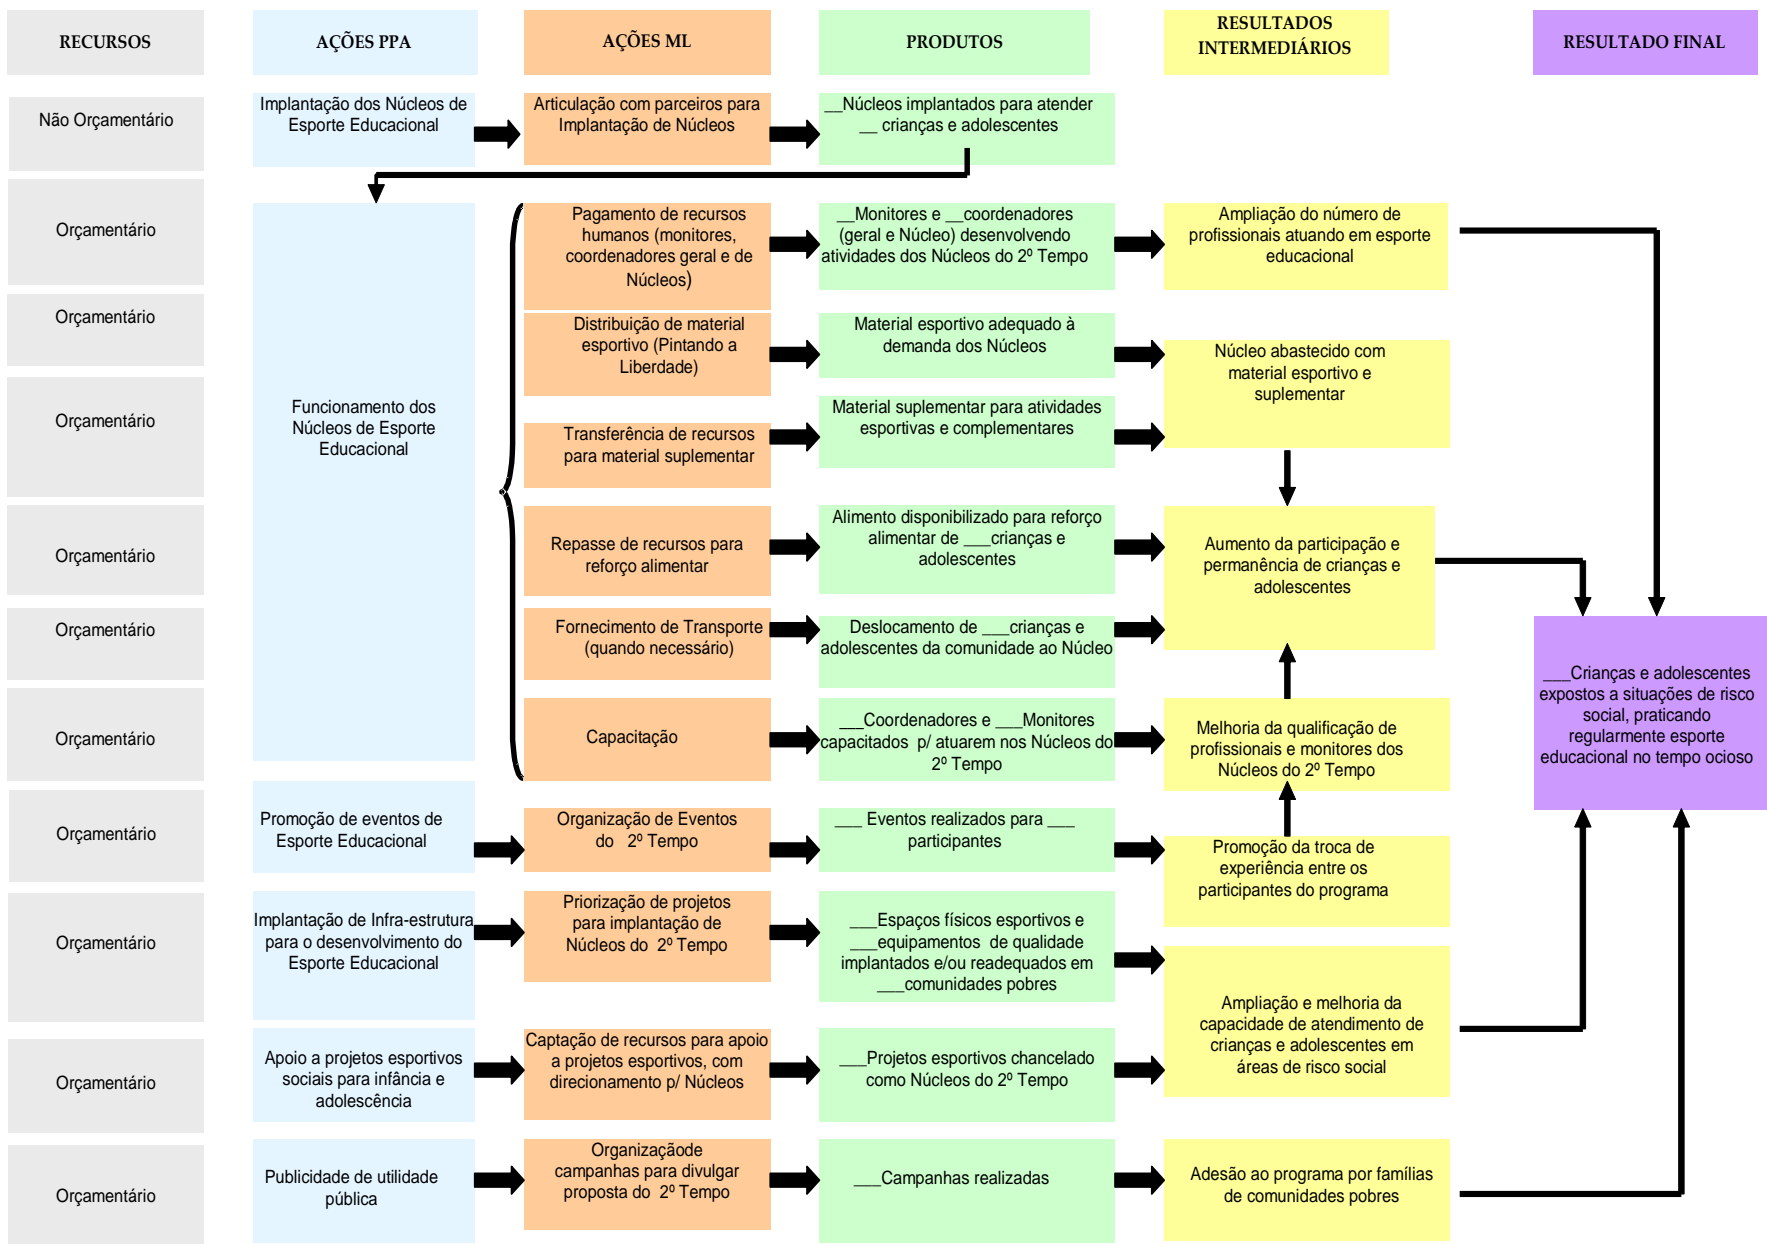 RECURSOS
AÇÕES PPA
AÇÕES ML
PRODUTOS
RESULTADOS
INTERMEDIÁRIOS
RESULTADO FINAL
Não Orçamentário
Implantação dos Núcleos de
Esporte Educacional
Articulação com parceiros para
Implantação de Núcleos
__Núcleos implantados para atender
__ crianças e adolescentes
Orçamentário
Funcionamento dos
Núcleos de Esporte
Educacional
Pagamento de recursos
humanos (monitores,
coordenadores geral e de
Núcleos)
__Monitores e __coordenadores
(geral e Núcleo) desenvolvendo
atividades dos Núcleos do 2º Tempo
Ampliação do número de
profissionais atuando em esporte
educacional
Orçamentário
Distribuição de material
esportivo (Pintando a
Liberdade)
Material esportivo adequado à
demanda dos Núcleos
Núcleo abastecido com
material esportivo e
suplementar
Orçamentário
Transferência de recursos
para material suplementar
Material suplementar para atividades
esportivas e complementares
Orçamentário
Repasse de recursos para
reforço alimentar
Alimento disponibilizado para reforço
alimentar de ___crianças e
adolescentes
Aumento da participação e
permanência de crianças e
adolescentes
Orçamentário
Fornecimento de Transporte
(quando necessário)
Deslocamento de ___crianças e
adolescentes da comunidade ao Núcleo
Orçamentário
Capacitação
___Coordenadores e ___Monitores
capacitados p/ atuarem nos Núcleos do
2º Tempo
Melhoria da qualificação de
profissionais e monitores dos
Núcleos do 2º Tempo
___Crianças e adolescentes
expostos a situações de risco
social, praticando
regularmente esporte
educacional no tempo ocioso
Orçamentário
Promoção de eventos de
Esporte Educacional
Organização de Eventos
do 2º Tempo
___ Eventos realizados para ___
participantes
Promoção da troca de
experiência entre os
participantes do programa
Orçamentário
Implantação de Infra-estrutura
para o desenvolvimento do
Esporte Educacional
Priorização de projetos
para implantação de
Núcleos do 2º Tempo
___Espaços físicos esportivos e
___equipamentos de qualidade
implantados e/ou readequados em
___comunidades pobres
Ampliação e melhoria da
capacidade de atendimento de
crianças e adolescentes em
áreas de risco social
Orçamentário
Apoio a projetos esportivos
sociais para infância e
adolescência
Captação de recursos para apoio
a projetos esportivos, com
direcionamento p/ Núcleos
___Projetos esportivos chancelado
como Núcleos do 2º Tempo
Orçamentário
Publicidade de utilidade
pública
Organizaçãode
campanhas para divulgar
proposta do 2º Tempo
___Campanhas realizadas
Adesão ao programa por famílias
de comunidades pobres